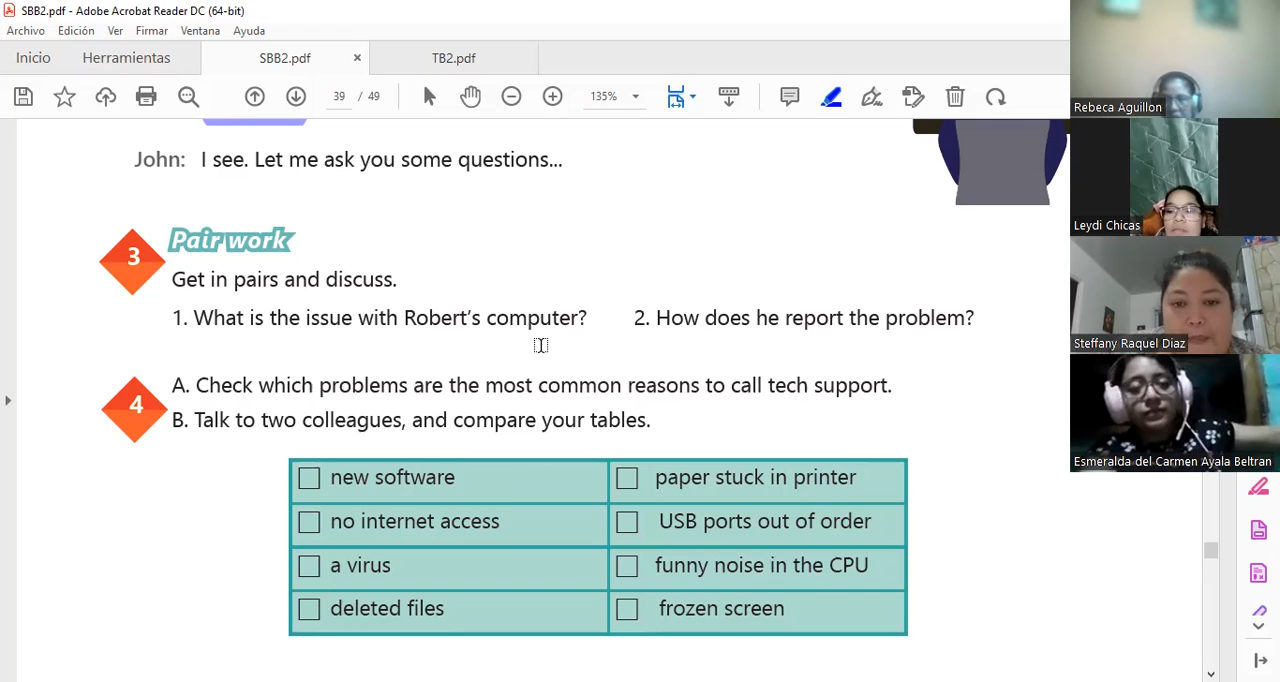 SBB2.pdf - Adobe Acrobat Reader DC (64-bit)
Archivo Edición Ver Firmar Ventana Ayuda
Inicio Herramientas SBB2.pdf × TB2.pdf
39 / 49 135%
John: I see. Let me ask you some questions...
3 Pair work
Get in pairs and discuss.
1. What is the issue with Robert's computer? 2. How does he report the problem?
4 A. Check which problems are the most common reasons to call tech support.
B. Talk to two colleagues, and compare your tables.
new software paper stuck in printer
no internet access USB ports out of order
a virus funny noise in the CPU
deleted files frozen screen
Rebeca Aguillon
Leydi Chicas
Steffany Raquel Diaz
Esmeralda del Carmen Ayala Beltran